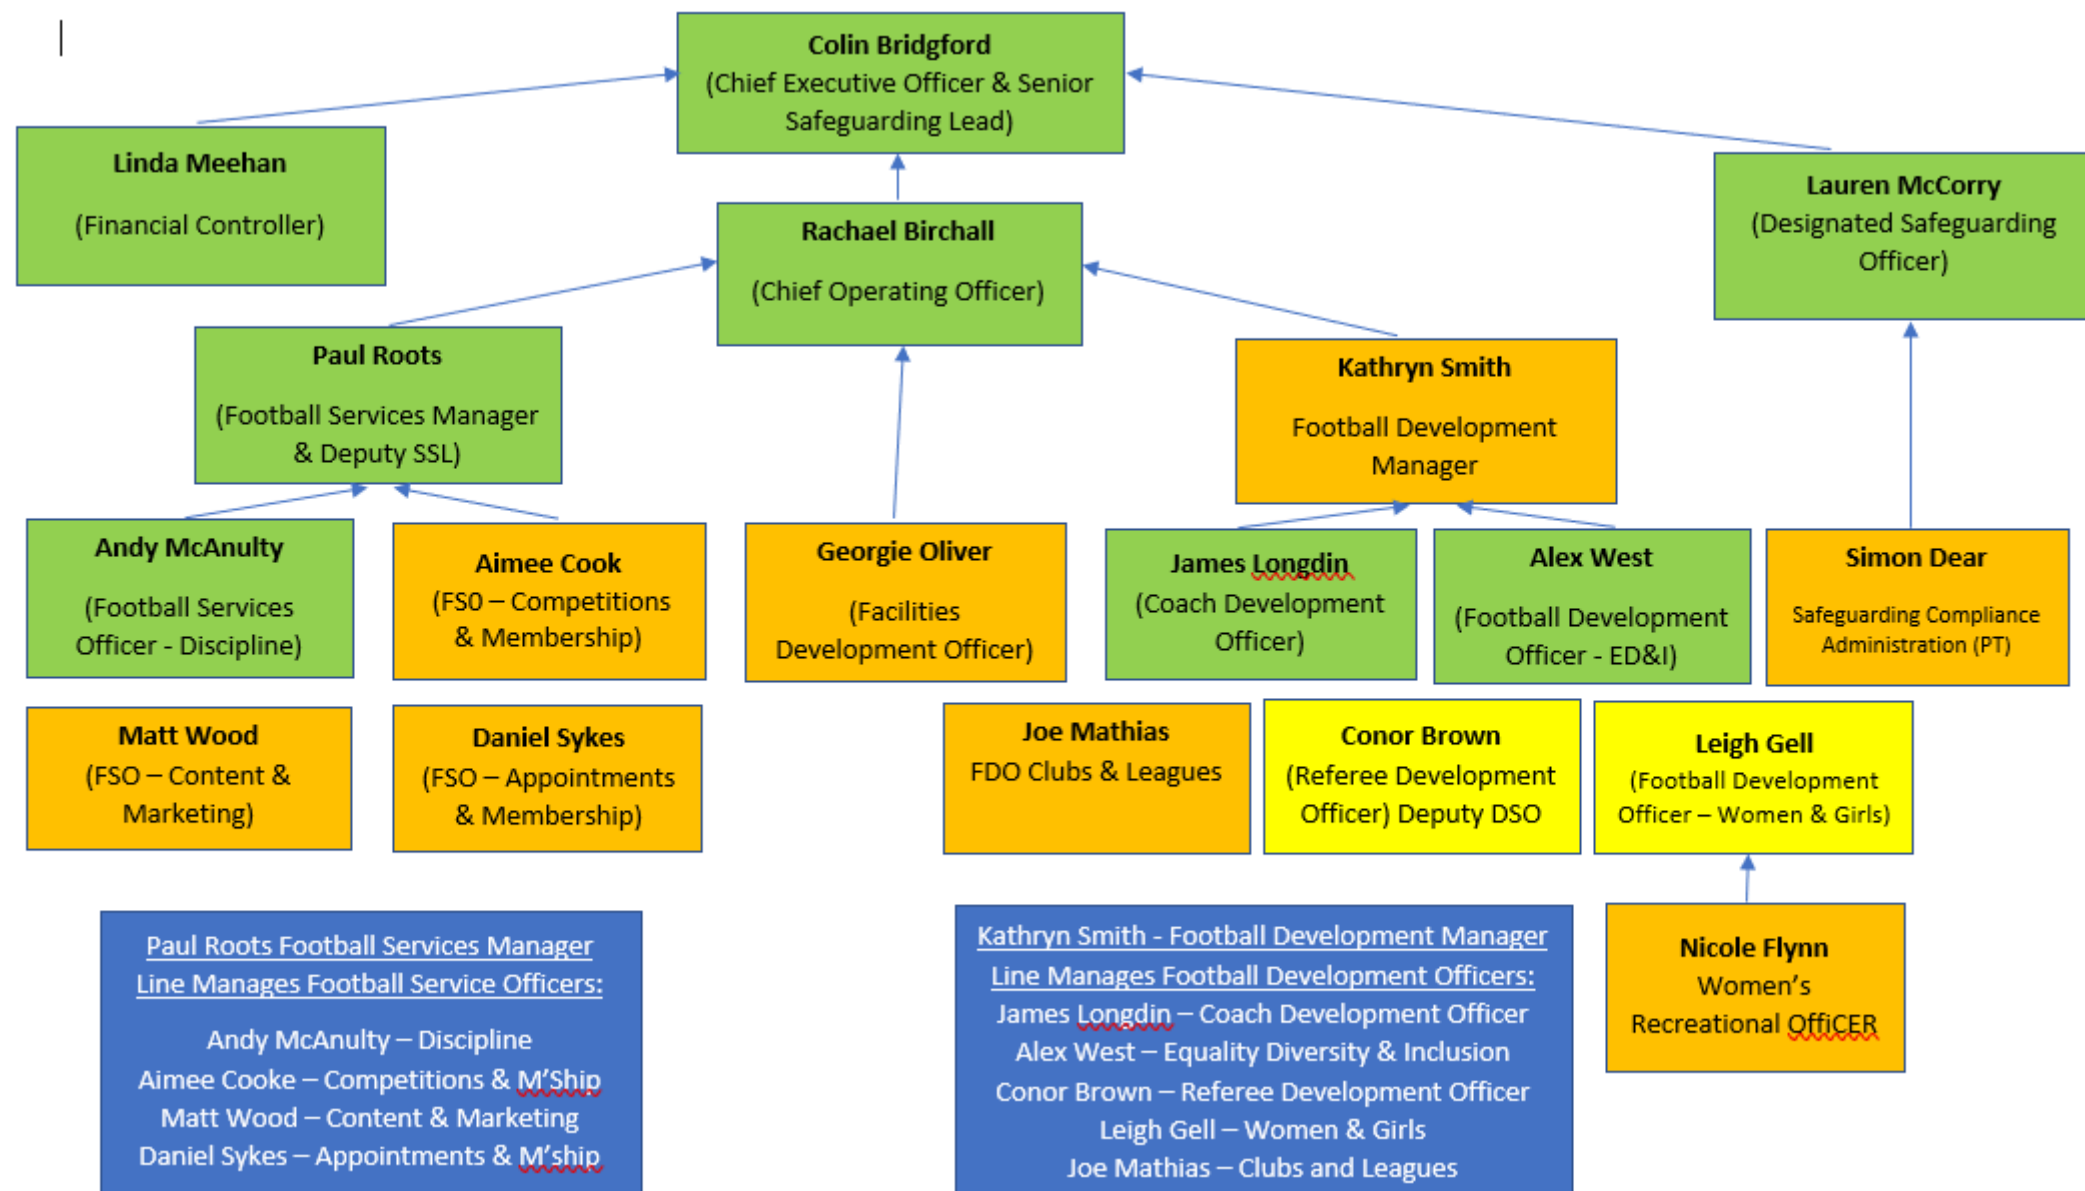 Colin Bridgford
(Chief Executive Officer & Senior
Safeguarding Lead)
Linda Meehan
(Financial Controller)
Lauren McCorry
(Designated Safeguarding
Officer)
Rachael Birchall
(Chief Operating Officer)
Paul Roots
(Football Services Manager
& Deputy SSL)
Kathryn Smith
Football Development
Manager
Andy McAnulty
(Football Services
Officer - Discipline)
Aimee Cook
(FS0 – Competitions
& Membership)
Georgie Oliver
(Facilities
Development Officer)
James Longdin
(Coach Development
Officer)
Alex West
(Football Development
Officer - ED&I)
Simon Dear
Safeguarding Compliance
Administration (PT)
Matt Wood
(FSO – Content &
Marketing)
Daniel Sykes
(FSO – Appointments
& Membership)
Joe Mathias
FDO Clubs & Leagues
Conor Brown
(Referee Development
Officer) Deputy DSO
Leigh Gell
(Football Development
Officer – Women & Girls)
Nicole Flynn
Women’s
Recreational OffiCER
Paul Roots Football Services Manager
Line Manages Football Service Officers:
Andy McAnulty – Discipline
Aimee Cooke – Competitions & M’Ship
Matt Wood – Content & Marketing
Daniel Sykes – Appointments & M’ship
Kathryn Smith - Football Development Manager
Line Manages Football Development Officers:
James Longdin – Coach Development Officer
Alex West – Equality Diversity & Inclusion
Conor Brown – Referee Development Officer
Leigh Gell – Women & Girls
Joe Mathias – Clubs and Leagues